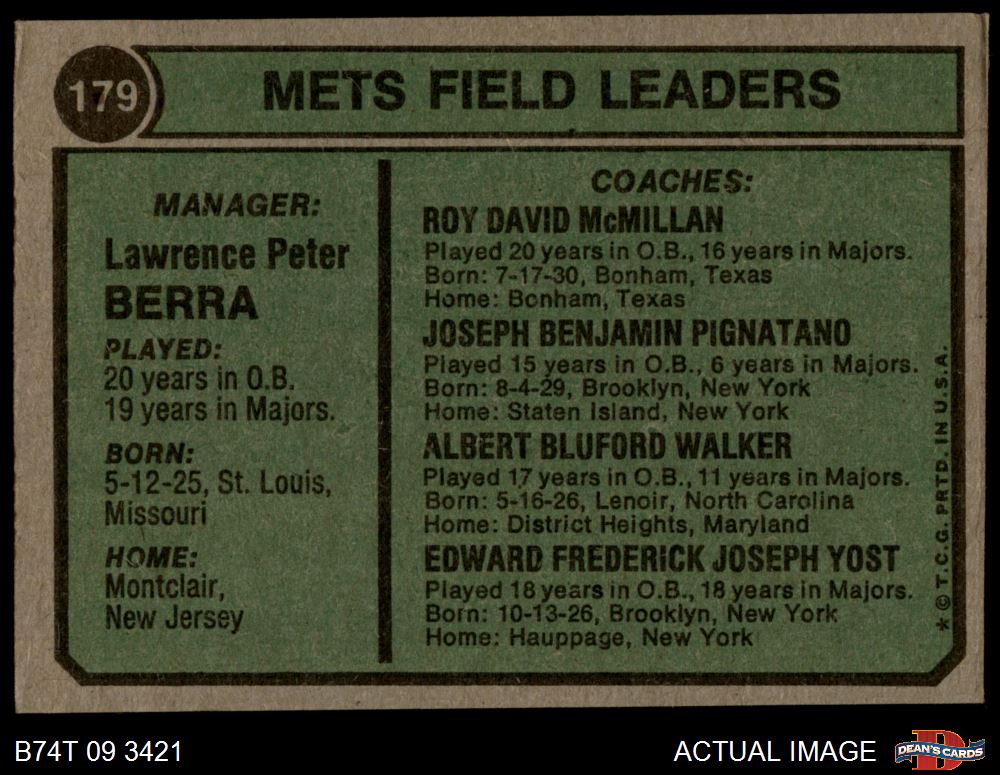 179
METS FIELD LEADERS
MANAGER:
Lawrence Peter
BERRA
PLAYED:
20 years in O.B.
19 years in Majors.
BORN:
5-12-25, St. Louis,
Missouri
HOME:
Montclair,
New Jersey
COACHES:
ROY DAVID McMILLAN
Played 20 years in O.B., 16 years in Majors.
Born: 7-17-30, Bonham, Texas
Home: Bonham, Texas
JOSEPH BENJAMIN PIGNATANO
Played 15 years in O.B., 6 years in Majors.
Born: 8-4-29, Brooklyn, New York
Home: Staten Island, New York
ALBERT BLUFORD WALKER
Played 17 years in O.B., 11 years in Majors.
Born: 5-16-26, Lenoir, North Carolina
Home: District Heights, Maryland
EDWARD FREDERICK JOSEPH YOST
Played 18 years in O.B., 18 years in Majors.
Born: 10-13-26, Brooklyn, New York
Home: Hauppage, New York
* © T.C.G. PRTD. IN U.S.A.
B74T 09 3421
ACTUAL IMAGE
D
DEAN'S CARDS